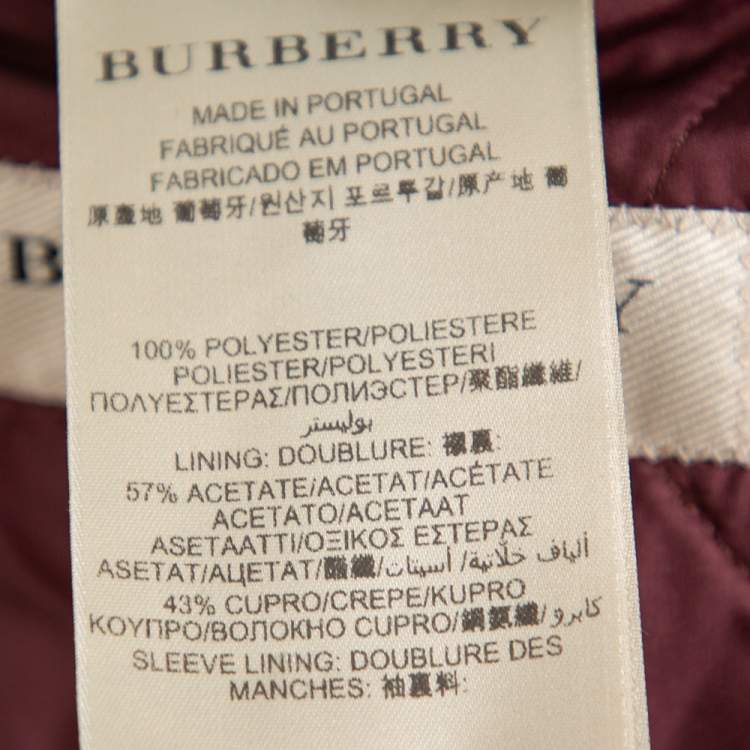 BURBERRY
MADE IN PORTUGAL
FABRIQUÉ AU PORTUGAL
FABRICADO EM PORTUGAL
原產地 葡萄牙/원산지 포르투갈/原产地 葡
萄牙
B
Y
100% POLYESTER/POLIESTERE
POLIESTER/POLYESTERI
ΠΟΛΥΕΣΤΕΡΑΣ/ПОЛИЭСТЕР/聚酯纖維/
بوليستر
LINING: DOUBLURE: 襯裏:
57% ACETATE/ACETAT/ACÉTATE
ACETATO/ACETAAT
ASETAATTI/ΟΞΙΚΟΣ ΕΣΤΕΡΑΣ
ASETAT/АЦЕТАТ/醋纖/أسيتات/ألياف خلّاتية
43% CUPRO/CREPE/KUPRO
ΚΟΥΠΡΟ/ВОЛОКНО CUPRO/銅氨纖/كابرو
SLEEVE LINING: DOUBLURE DES
MANCHES: 袖裏料: